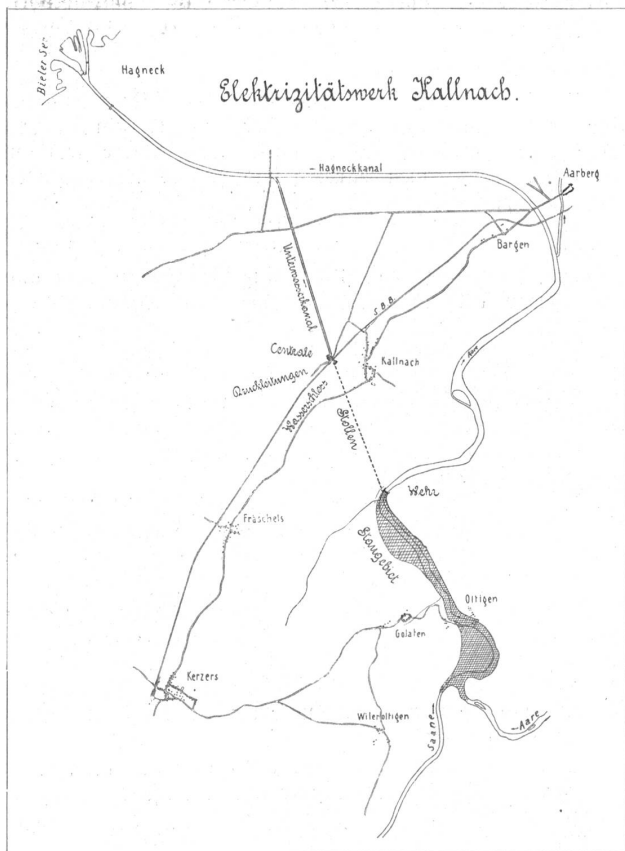 Elektrizitätswerk Kallnach.
Bieler See
Hagneck
Hagneckkanal
Aarberg
Bargen
Unterwasserkanal
S.B.B.
Centrale
Druckleitungen
Wasserschloss
Kallnach
Aare
Stollen
Wehr
Fräschels
Staugebiet
Oltigen
Golaten
Kerzers
Wileroltigen
Saane
Aare